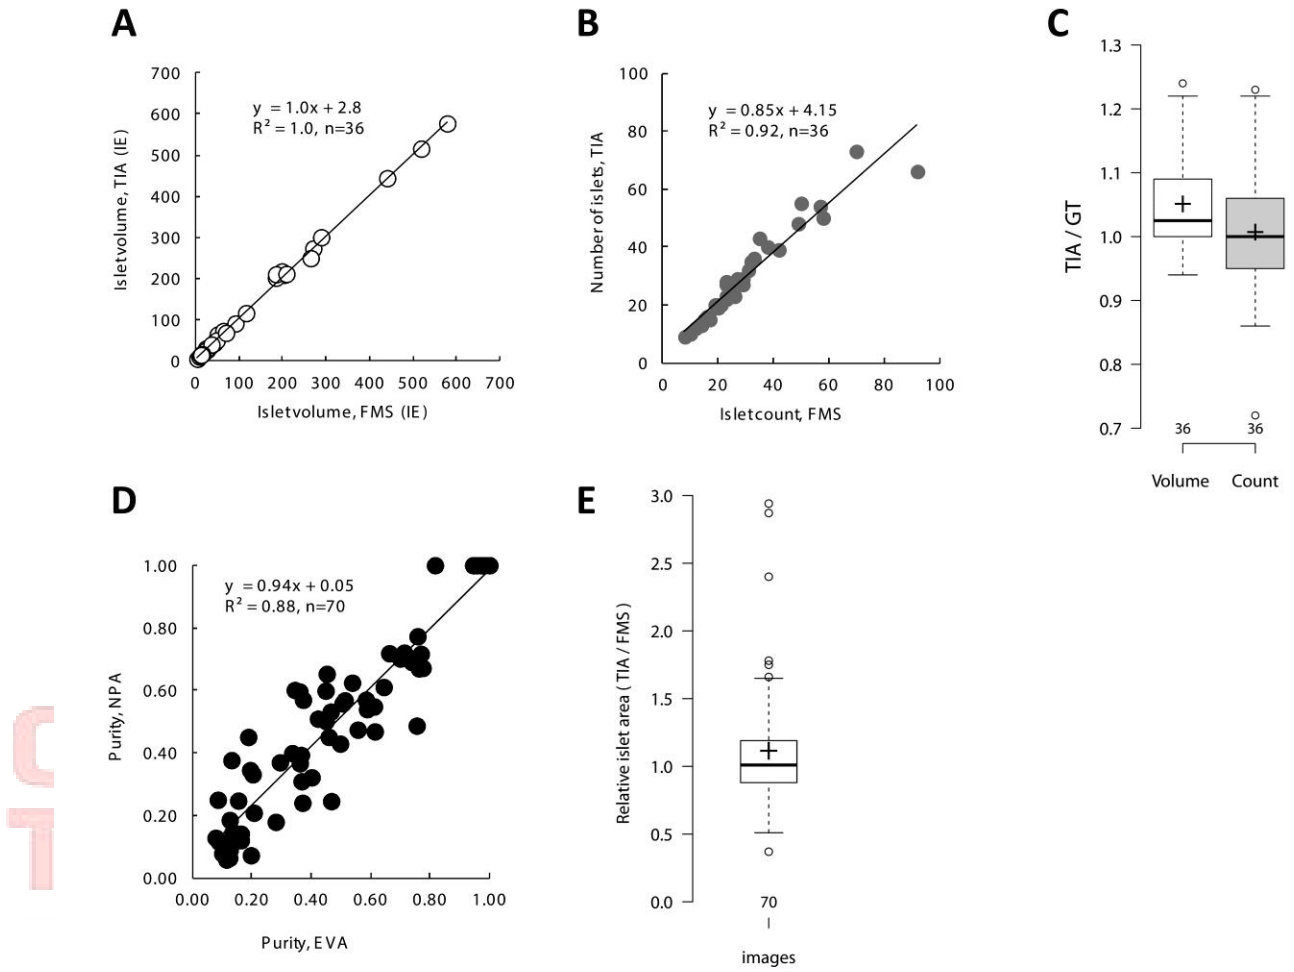 A
700
600
500
400
300
200
100
0
0 100 200 300 400 500 600 700
y = 1.0x + 2.8
R² = 1.0, n=36
Islet volume, TIA (IE)
Islet volume, FMS (IE)
B
100
80
60
40
20
0
0 20 40 60 80 100
y = 0.85x + 4.15
R² = 0.92, n=36
Number of islets, TIA
Islet count, FMS
C
1.3
1.2
1.1
1.0
0.9
0.8
0.7
TIA / GT
36 36
Volume Count
D
1.00
0.80
0.60
0.40
0.20
0.00
0.00 0.20 0.40 0.60 0.80 1.00
y = 0.94x + 0.05
R² = 0.88, n=70
Purity, NPA
Purity, EVA
E
3.0
2.5
2.0
1.5
1.0
0.5
0.0
Relative islet area ( TIA / FMS )
70
images